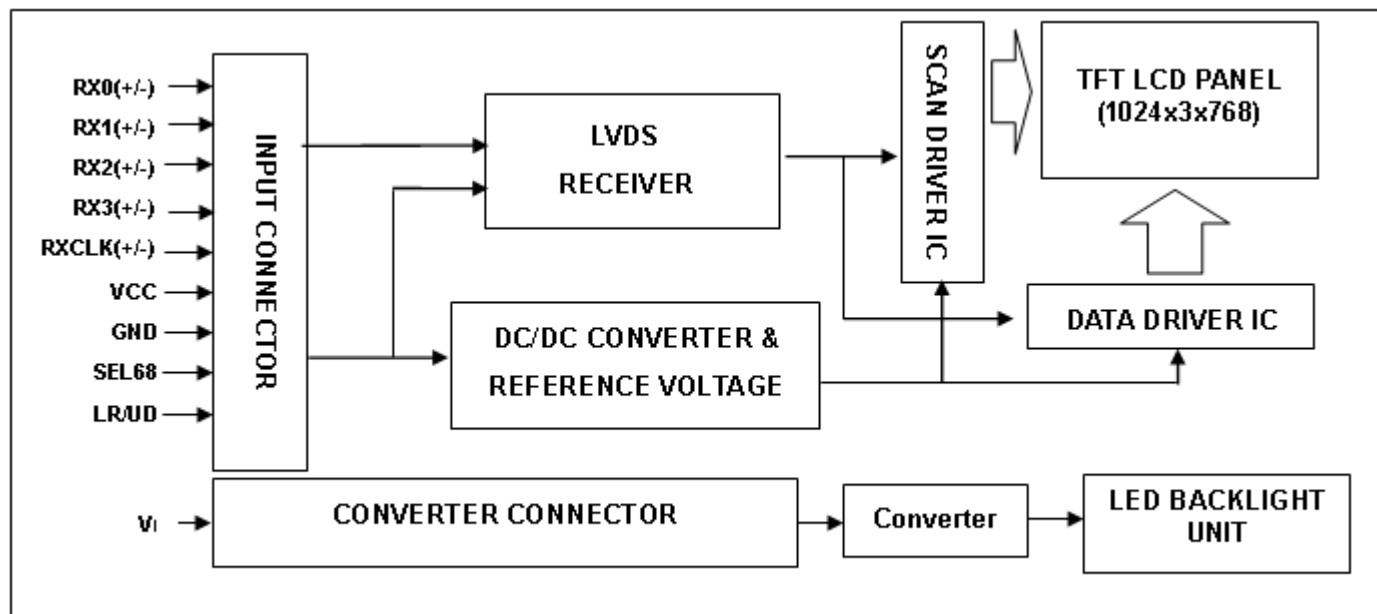 RX0(+/-)
RX1(+/-)
RX2(+/-)
RX3(+/-)
RXCLK(+/-)
VCC
GND
SEL68
LR/UD
INPUT CONNECTOR
LVDS
RECEIVER
DC/DC CONVERTER &
REFERENCE VOLTAGE
SCAN DRIVER IC
TFT LCD PANEL
(1024x3x768)
DATA DRIVER IC
VI
CONVERTER CONNECTOR
Converter
LED BACKLIGHT
UNIT